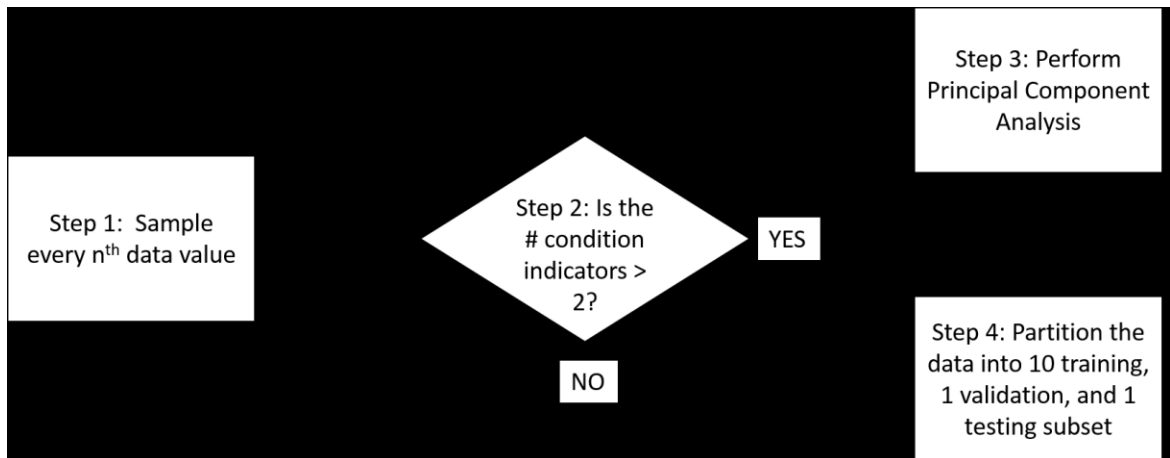 Step 1:  Sample
every nᵗʰ data value
Step 2: Is the
# condition
indicators >
2?
YES
NO
Step 3: Perform
Principal Component
Analysis
Step 4: Partition the
data into 10 training,
1 validation, and 1
testing subset